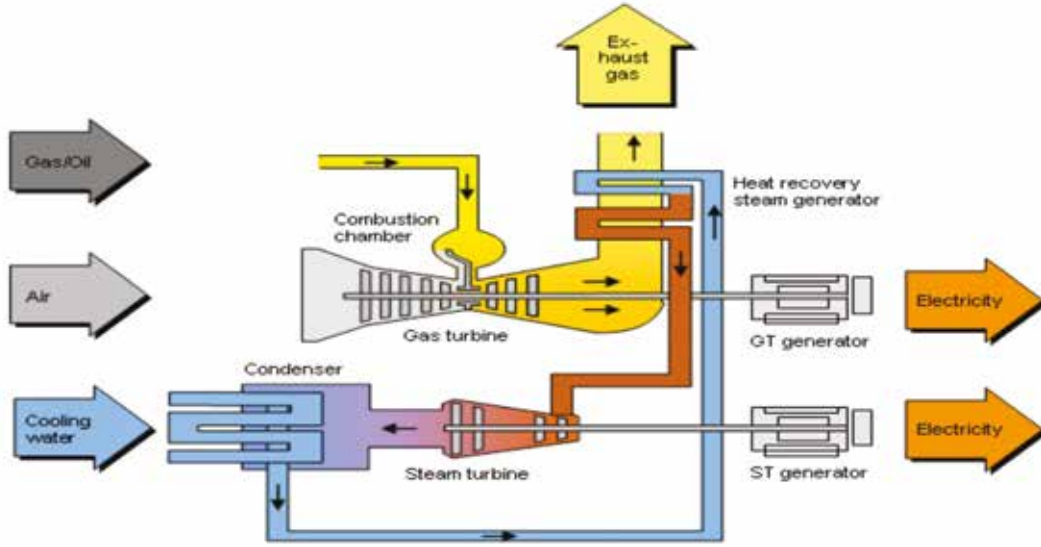 Ex-
haust
gas
Gas/Oil
Heat recovery
steam generator
Combustion
chamber
Air
Electricity
Gas turbine
GT generator
Condenser
Cooling
water
Electricity
Steam turbine
ST generator